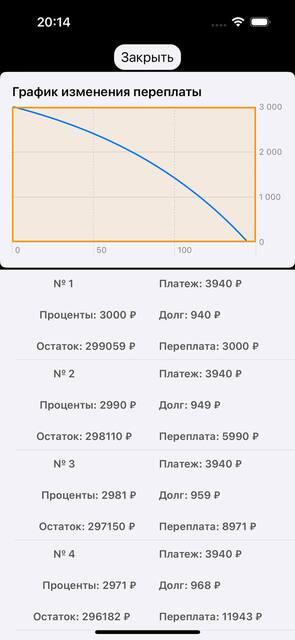 20:14
Закрыть
График изменения переплаты
3 000
2 000
1 000
0
0 50 100
№ 1 Платеж: 3940 ₽
Проценты: 3000 ₽ Долг: 940 ₽
Остаток: 299059 ₽ Переплата: 3000 ₽
№ 2 Платеж: 3940 ₽
Проценты: 2990 ₽ Долг: 949 ₽
Остаток: 298110 ₽ Переплата: 5990 ₽
№ 3 Платеж: 3940 ₽
Проценты: 2981 ₽ Долг: 959 ₽
Остаток: 297150 ₽ Переплата: 8971 ₽
№ 4 Платеж: 3940 ₽
Проценты: 2971 ₽ Долг: 968 ₽
Остаток: 296182 ₽ Переплата: 11943 ₽